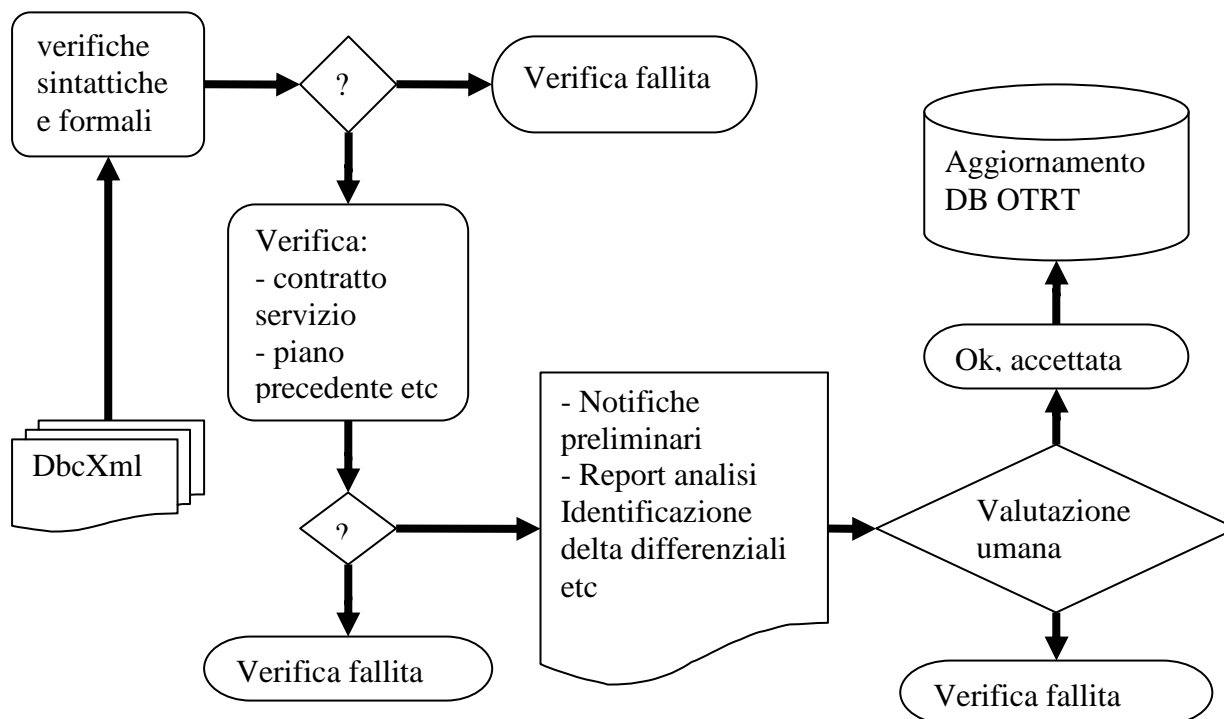 verifiche
sintattiche
e formali
?
Verifica fallita
Aggiornamento
DB OTRT
Verifica:
- contratto
servizio
- piano
precedente etc
Ok, accettata
- Notifiche
preliminari
- Report analisi
Identificazione
delta differenziali
etc
DbcXml
?
Valutazione
umana
Verifica fallita
Verifica fallita